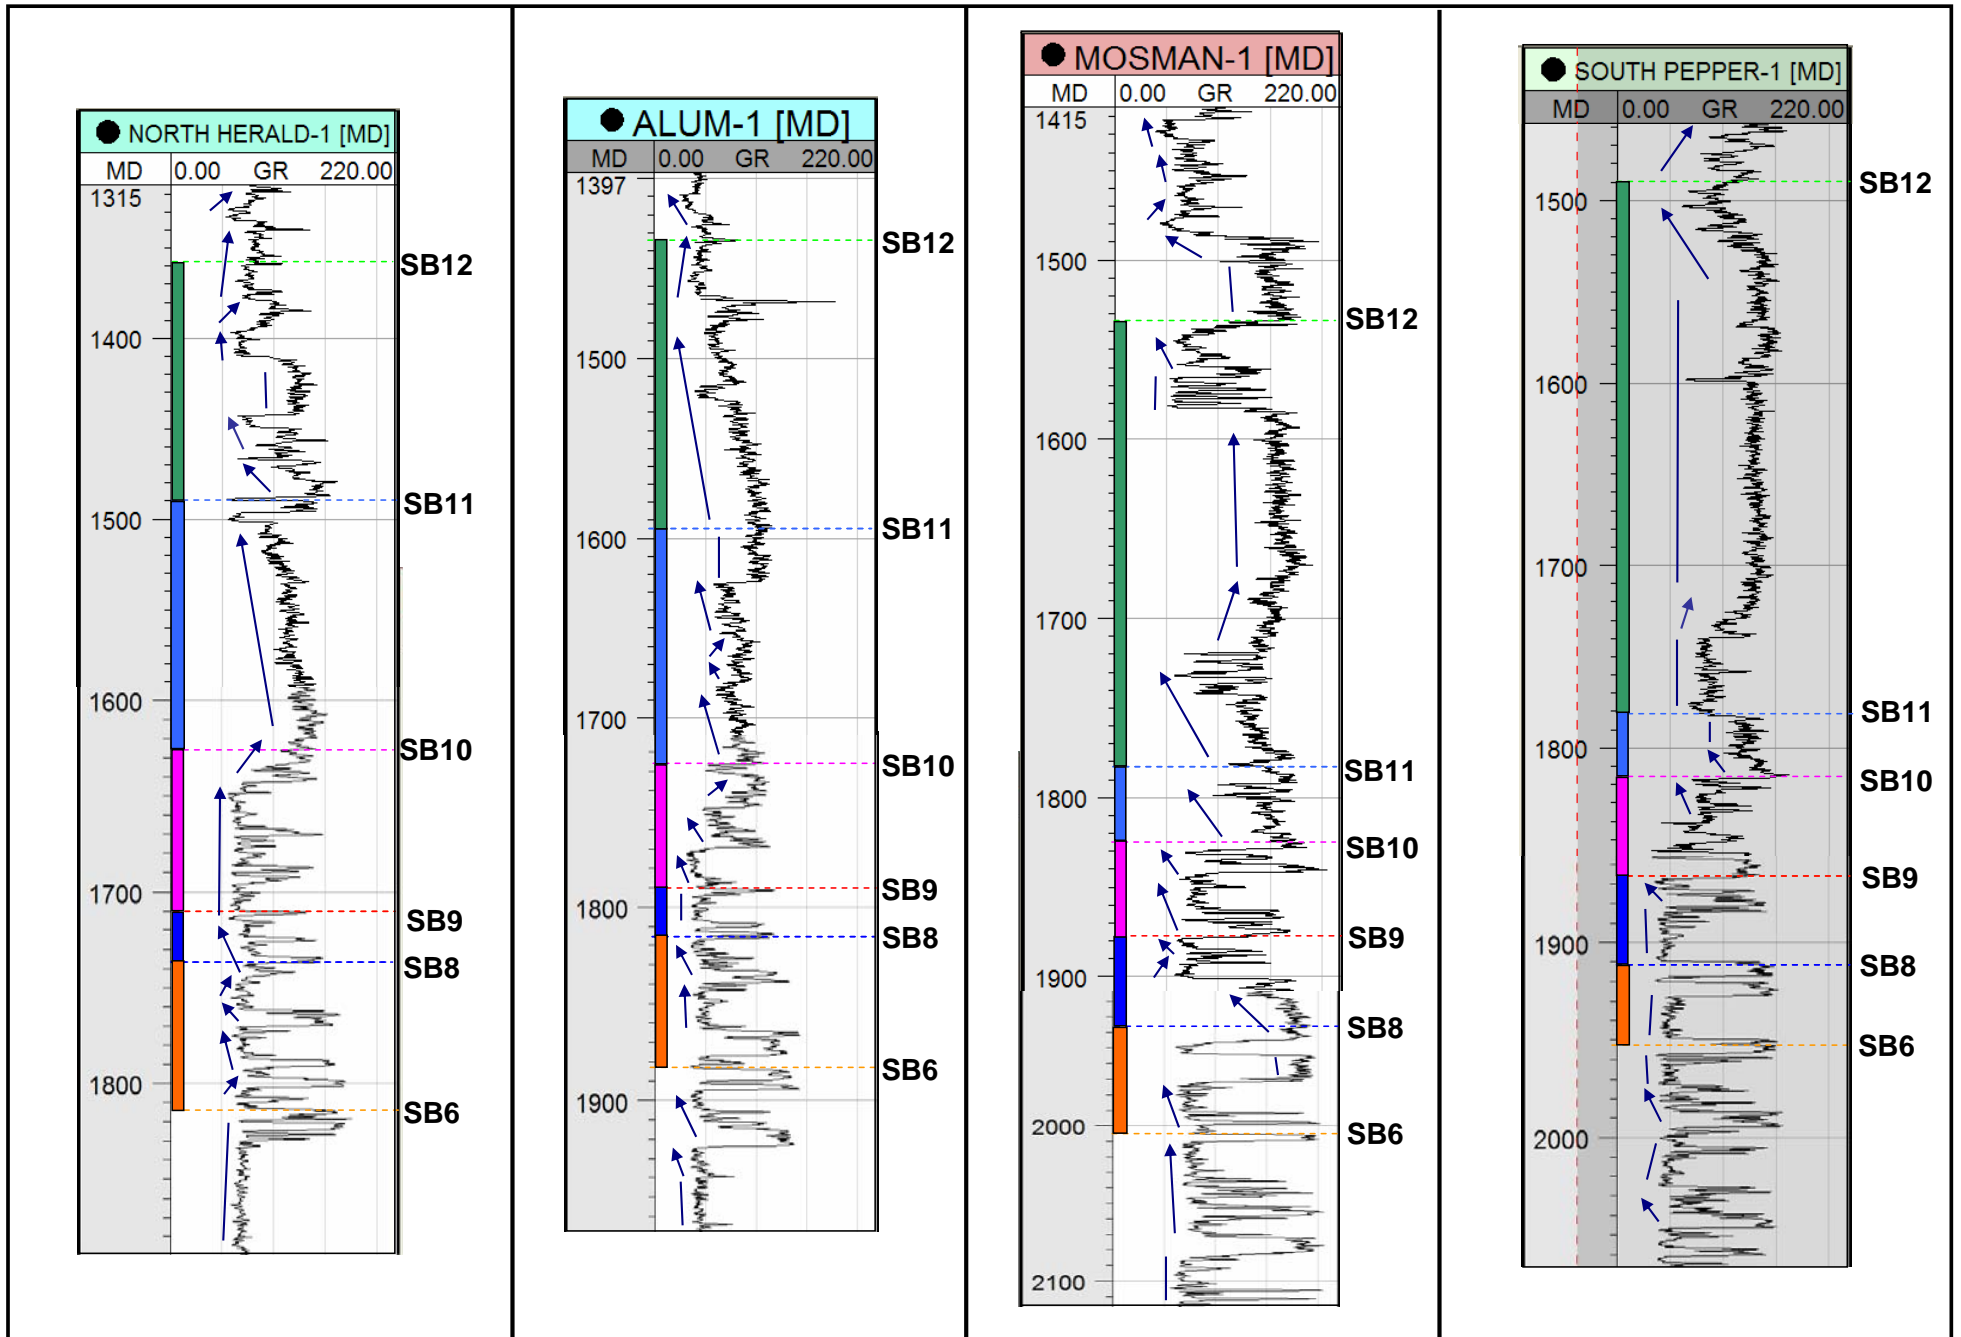 NORTH HERALD-1 [MD]
MD 0.00 GR 220.00
1315
SB12
1400
SB11
1500
1600
SB10
1700
SB9
SB8
1800
SB6
ALUM-1 [MD]
MD 0.00 GR 220.00
1397
SB12
1500
SB11
1600
1700
SB10
SB9
1800
SB8
SB6
1900
MOSMAN-1 [MD]
MD 0.00 GR 220.00
1415
1500
SB12
1600
1700
SB11
1800
SB10
SB9
1900
SB8
2000
SB6
2100
SOUTH PEPPER-1 [MD]
MD 0.00 GR 220.00
SB12
1500
1600
1700
SB11
1800
SB10
SB9
1900
SB8
SB6
2000